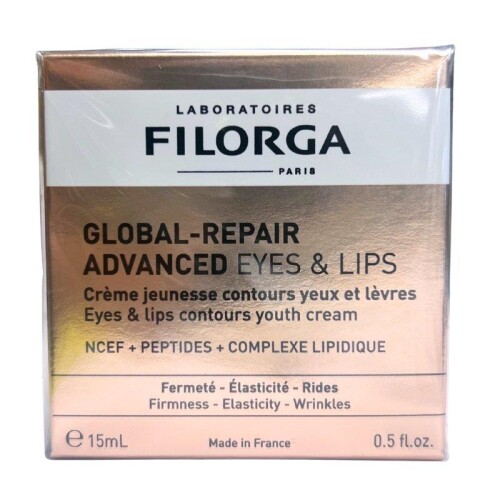 LABORATOIRES
FILORGA
PARIS
GLOBAL-REPAIR
ADVANCED EYES & LIPS
Crème jeunesse contours yeux et lèvres
Eyes & lips contours youth cream
NCEF + PEPTIDES + COMPLEXE LIPIDIQUE
Fermeté - Élasticité - Rides
Firmness - Elasticity - Wrinkles
℮ 15mL Made in France 0.5 fl.oz.